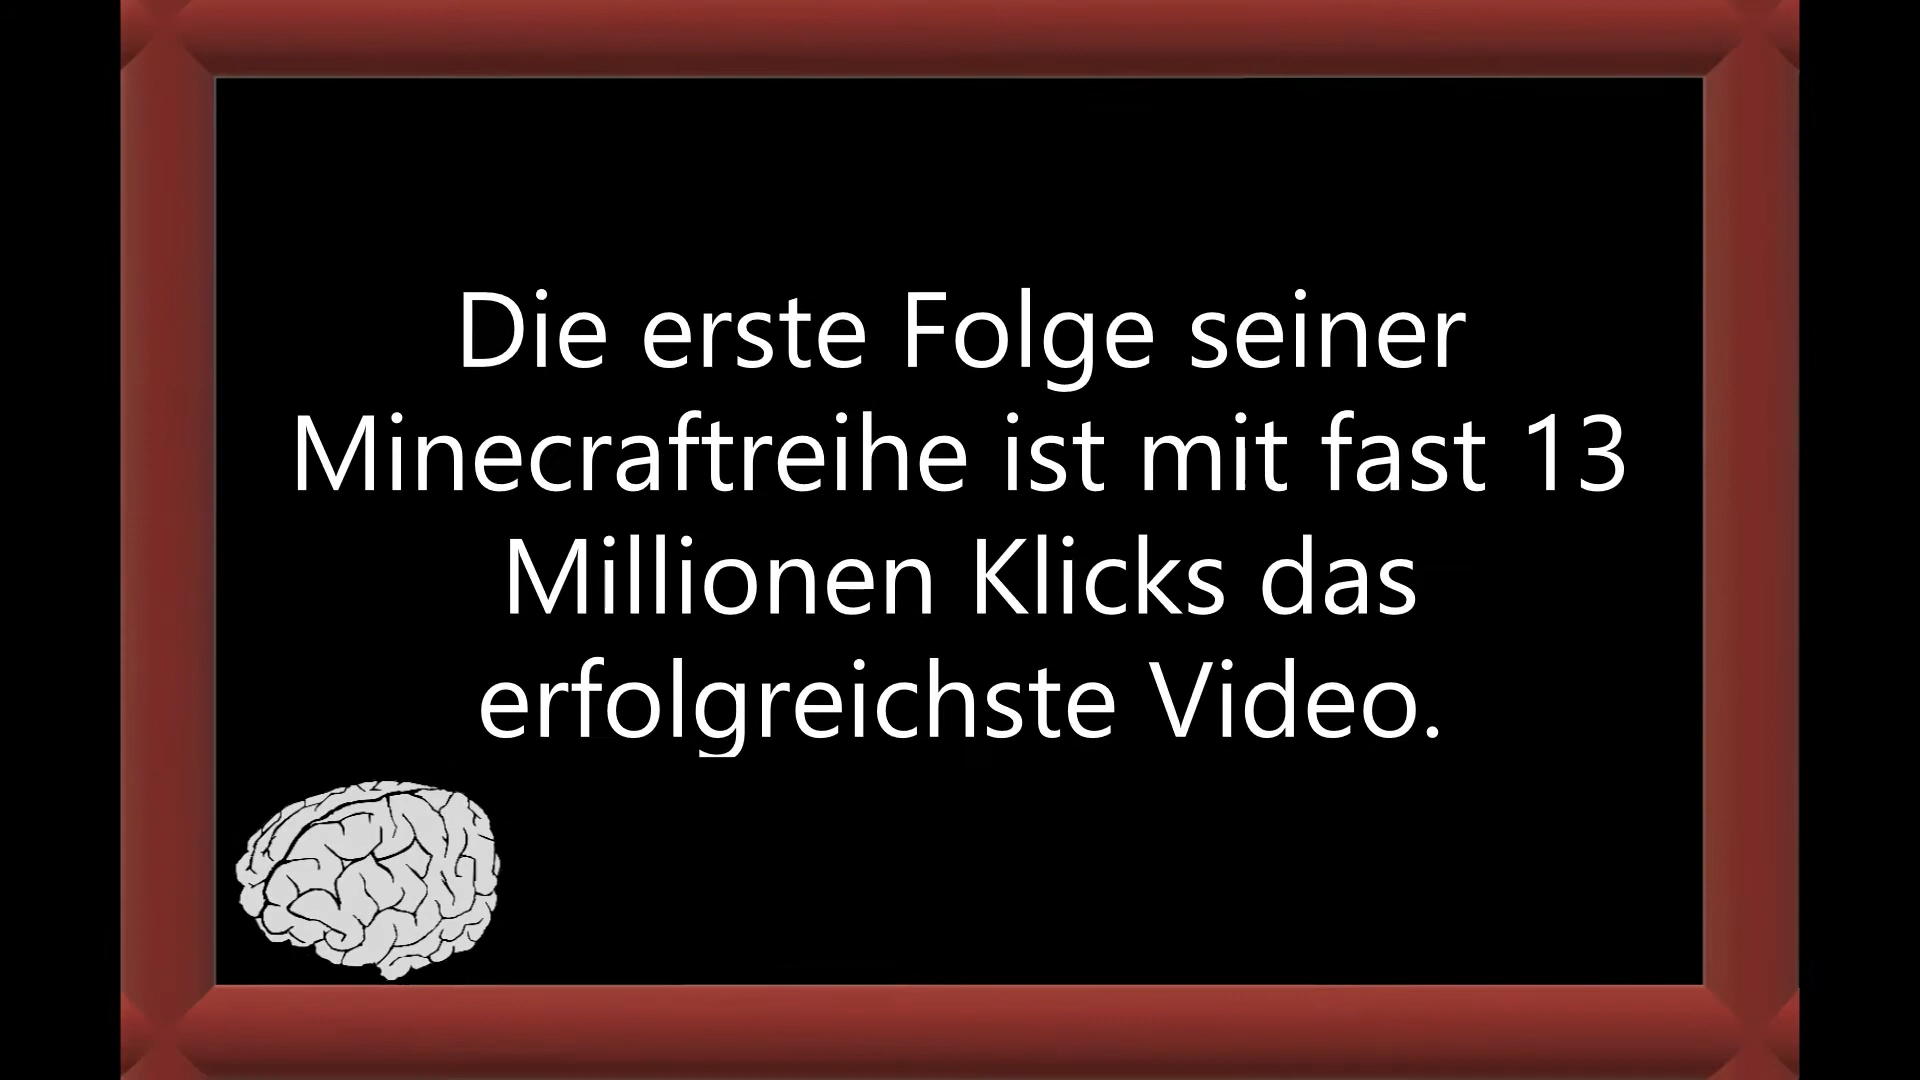 Die erste Folge seiner
Minecraftreihe ist mit fast 13
Millionen Klicks das
erfolgreichste Video.